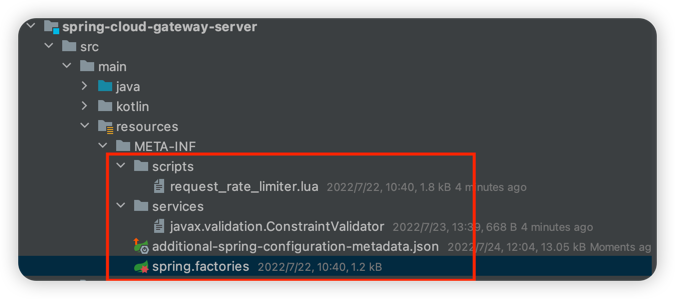 spring-cloud-gateway-server
src
main
java
kotlin
resources
META-INF
scripts
request_rate_limiter.lua 2022/7/22, 10:40, 1.8 kB 4 minutes ago
services
javax.validation.ConstraintValidator 2022/7/23, 13:39, 668 B 4 minutes ago
additional-spring-configuration-metadata.json 2022/7/24, 12:04, 13.05 kB Moments ag
spring.factories 2022/7/22, 10:40, 1.2 kB